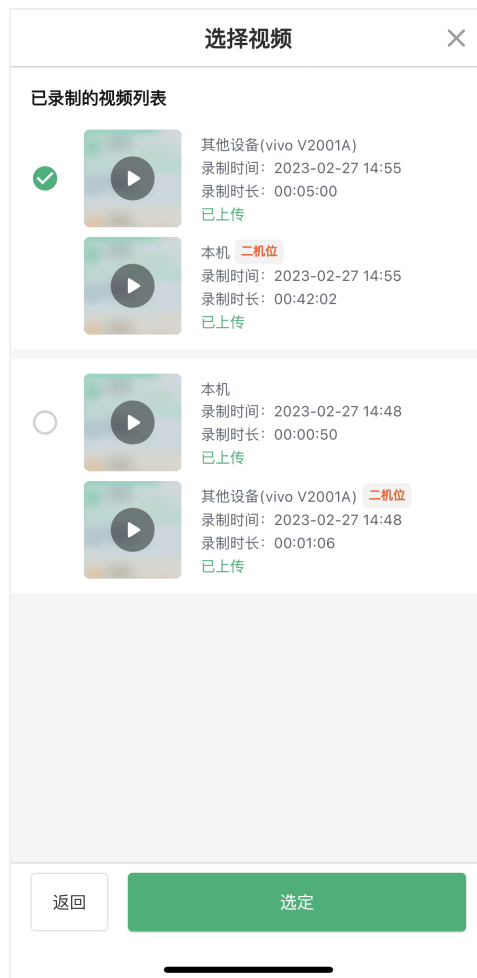 选择视频
已录制的视频列表
其他设备(vivo V2001A)
录制时间：2023-02-27 14:55
录制时长：00:05:00
已上传
本机 二机位
录制时间：2023-02-27 14:55
录制时长：00:42:02
已上传
本机
录制时间：2023-02-27 14:48
录制时长：00:00:50
已上传
其他设备(vivo V2001A) 二机位
录制时间：2023-02-27 14:48
录制时长：00:01:06
已上传
返回 选定